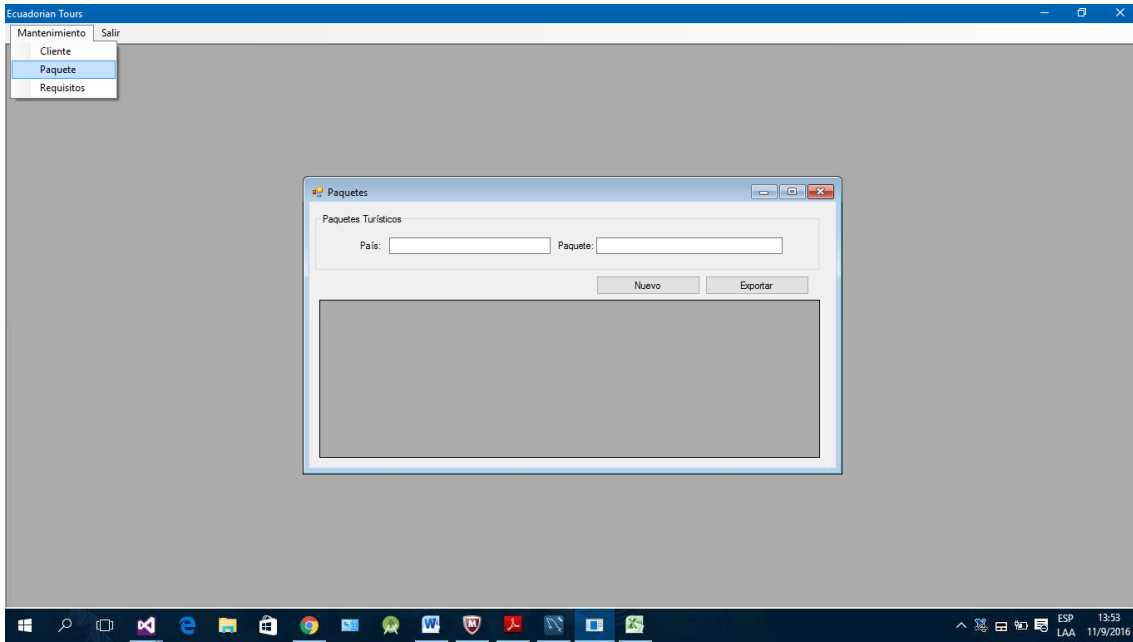 Ecuadorian Tours
Mantenimiento Salir
Cliente
Paquete
Requisitos
Paquetes
Paquetes Turísticos
País: Paquete:
Nuevo Exportar
ESP 13:53
LAA 11/9/2016